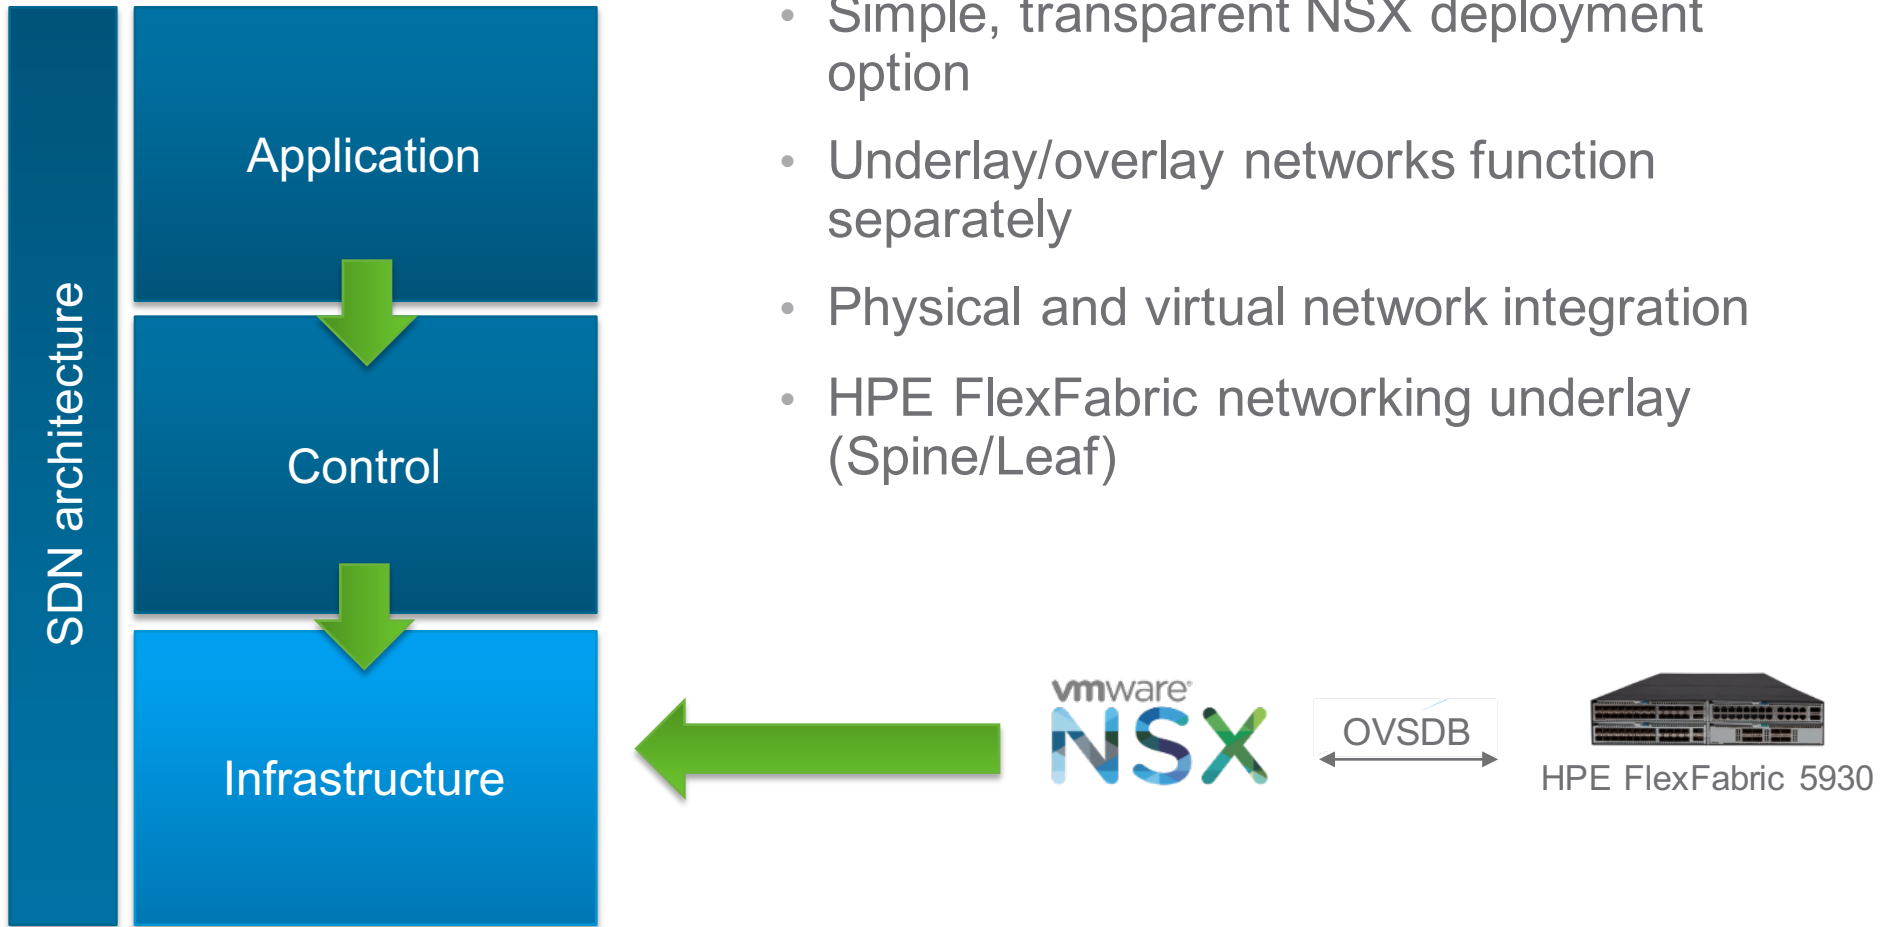 SDN architecture
Application
Control
Infrastructure
• Simple, transparent NSX deployment
option
• Underlay/overlay networks function
separately
• Physical and virtual network integration
• HPE FlexFabric networking underlay
(Spine/Leaf)
vmware®
NSX
OVSDB
HPE FlexFabric 5930